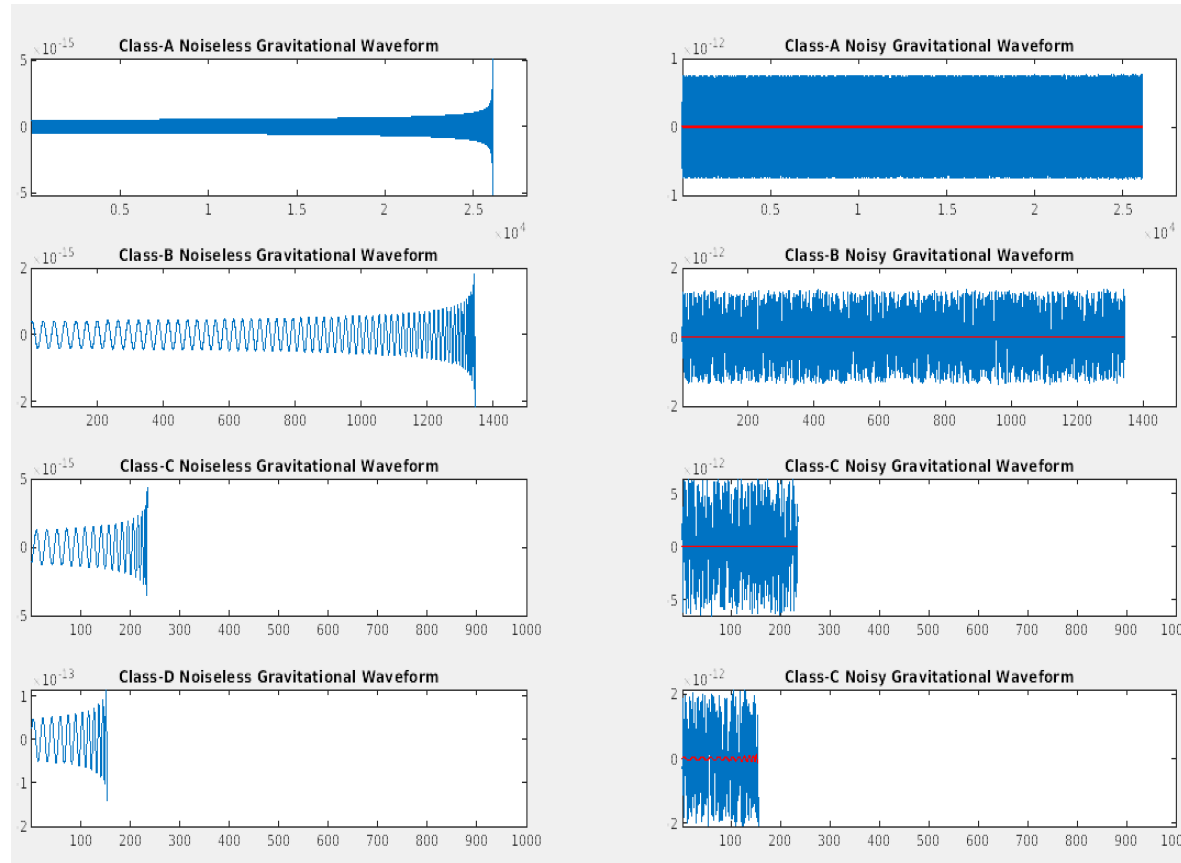 Class-A Noiseless Gravitational Waveform
×10^-15
5
0
-5
0.5 1 1.5 2 2.5
×10^4
Class-A Noisy Gravitational Waveform
×10^-12
1
0
-1
0.5 1 1.5 2 2.5
×10^4
Class-B Noiseless Gravitational Waveform
×10^-15
2
0
-2
200 400 600 800 1000 1200 1400
Class-B Noisy Gravitational Waveform
×10^-12
2
0
2
200 400 600 800 1000 1200 1400
Class-C Noiseless Gravitational Waveform
×10^-15
5
0
5
100 200 300 400 500 600 700 800 900 1000
Class-C Noisy Gravitational Waveform
×10^-12
5
0
-5
100 200 300 400 500 600 700 800 900 100
Class-D Noiseless Gravitational Waveform
×10^-13
1
0
-1
-2
100 200 300 400 500 600 700 800 900 1000
Class-C Noisy Gravitational Waveform
×10^-12
2
0
2
100 200 300 400 500 600 700 800 900 100